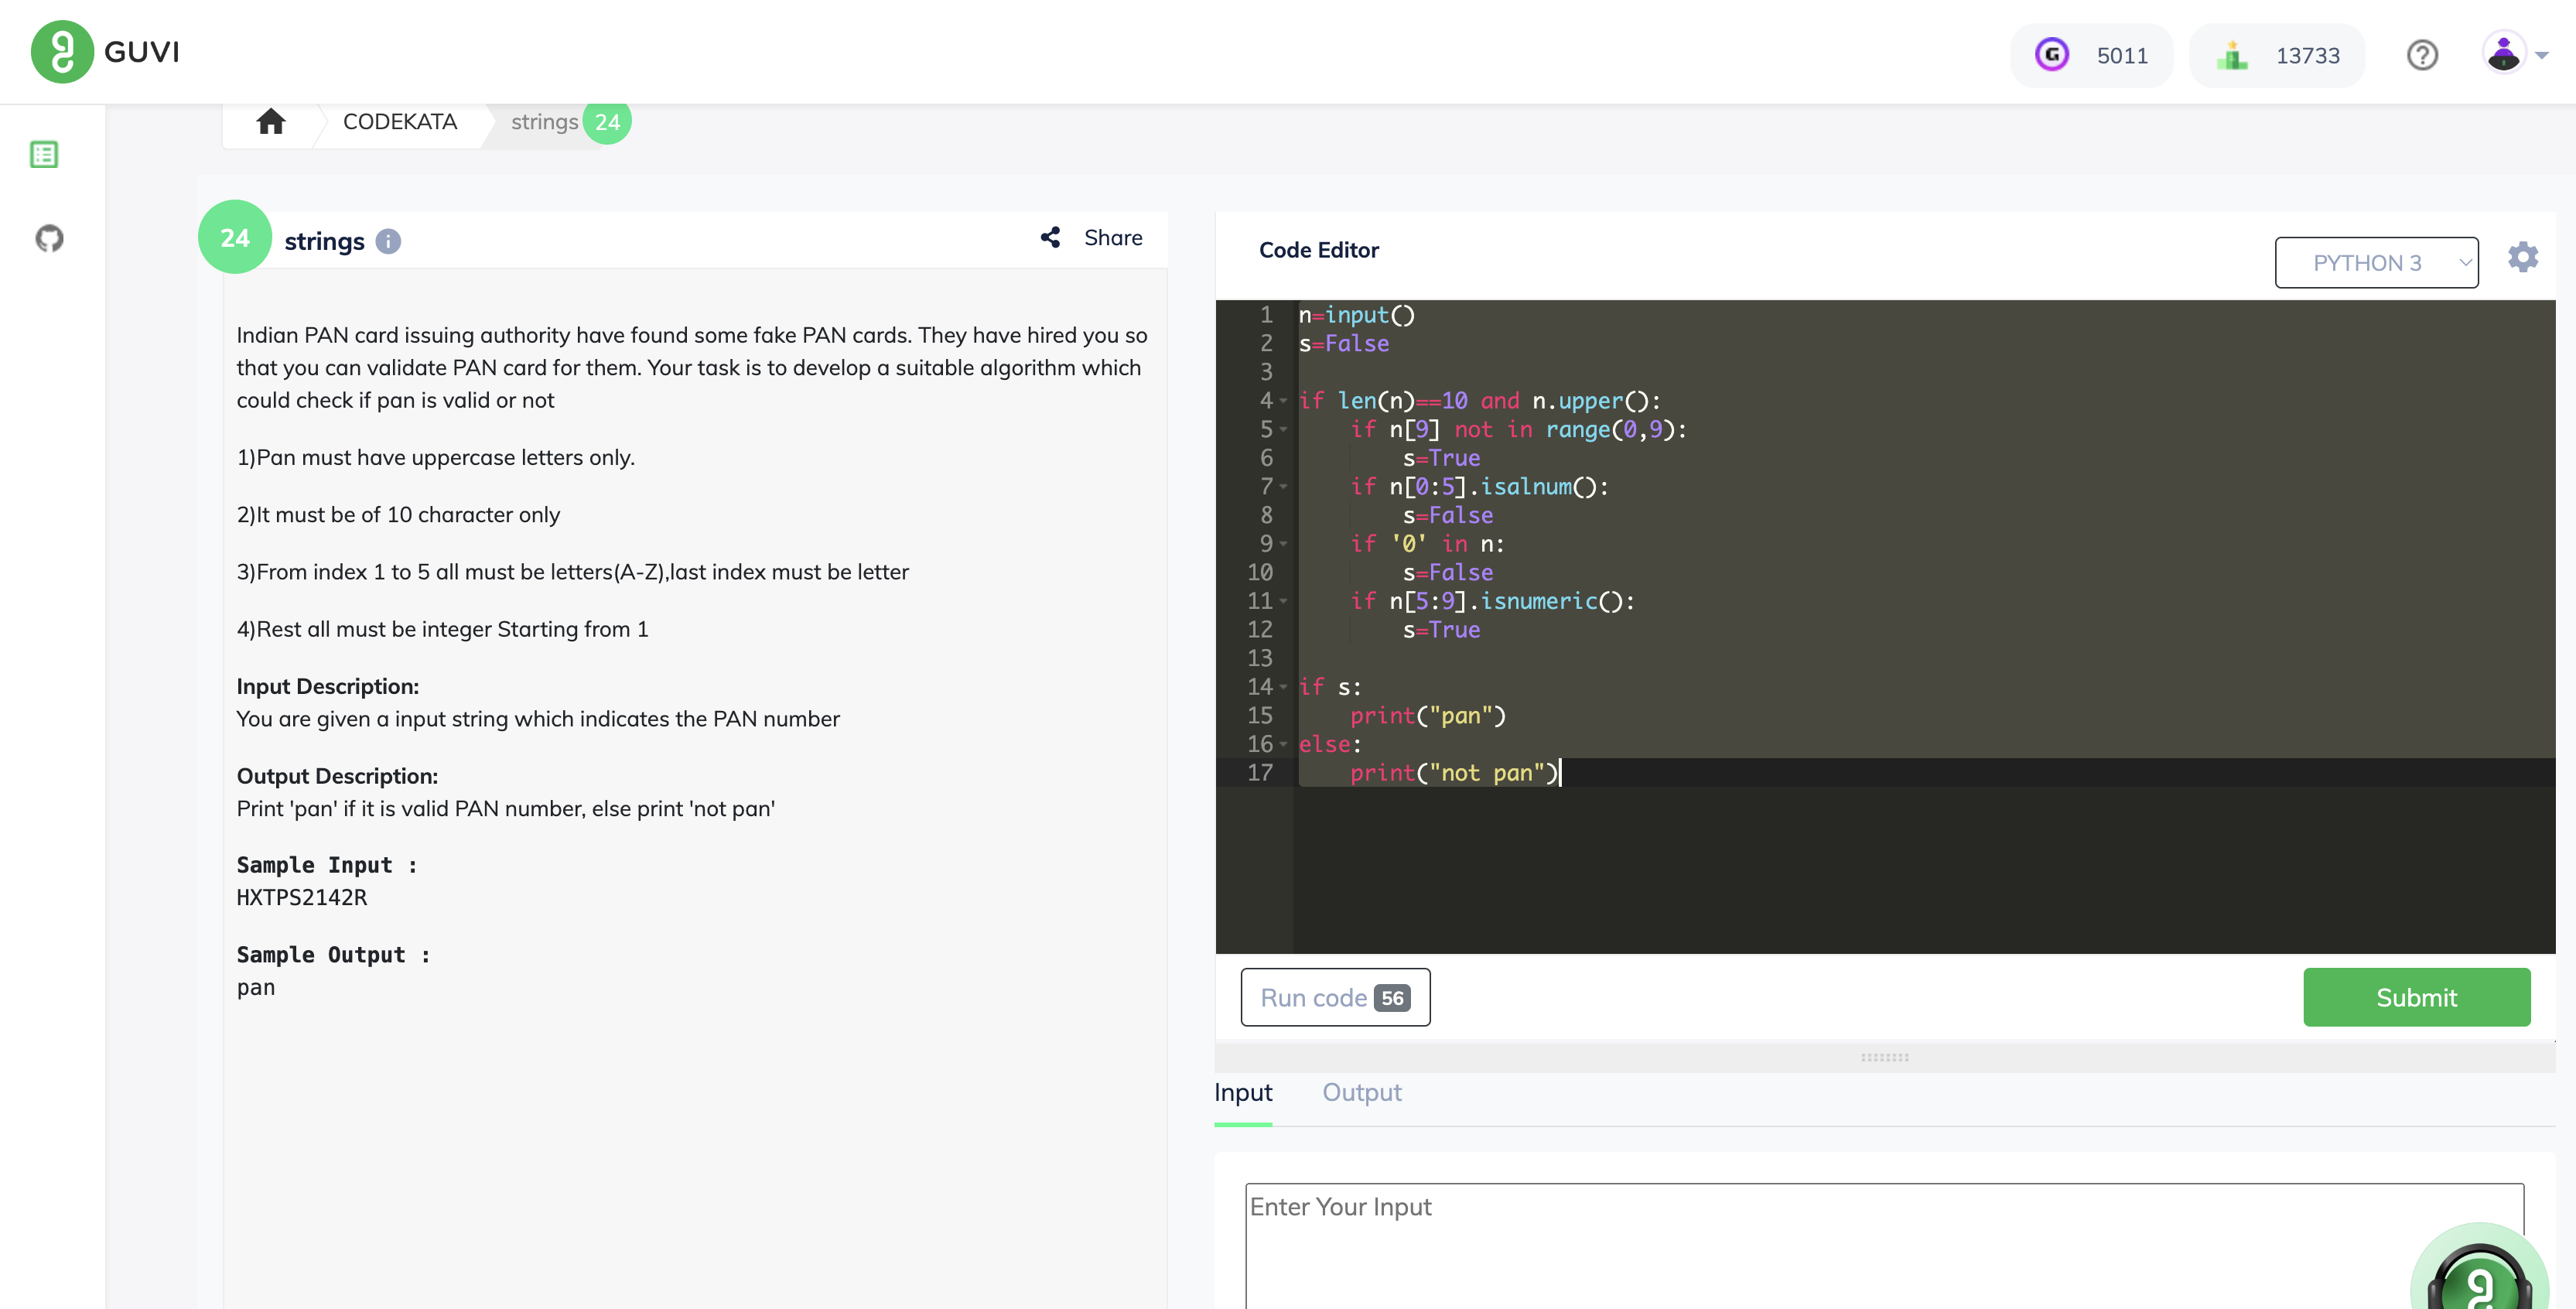 GUVI
5011
13733
CODEKATA
strings 24
24 strings
Share
Indian PAN card issuing authority have found some fake PAN cards. They have hired you so
that you can validate PAN card for them. Your task is to develop a suitable algorithm which
could check if pan is valid or not
1)Pan must have uppercase letters only.
2)It must be of 10 character only
3)From index 1 to 5 all must be letters(A-Z),last index must be letter
4)Rest all must be integer Starting from 1
Input Description:
You are given a input string which indicates the PAN number
Output Description:
Print 'pan' if it is valid PAN number, else print 'not pan'
Sample Input :
HXTPS2142R
Sample Output :
pan
Code Editor
PYTHON 3
1 n=input()
2 s=False
3
4 if len(n)==10 and n.upper():
5     if n[9] not in range(0,9):
6         s=True
7     if n[0:5].isalnum():
8         s=False
9     if '0' in n:
10         s=False
11     if n[5:9].isnumeric():
12         s=True
13
14 if s:
15     print("pan")
16 else:
17     print("not pan")
Run code 56
Submit
Input
Output
Enter Your Input